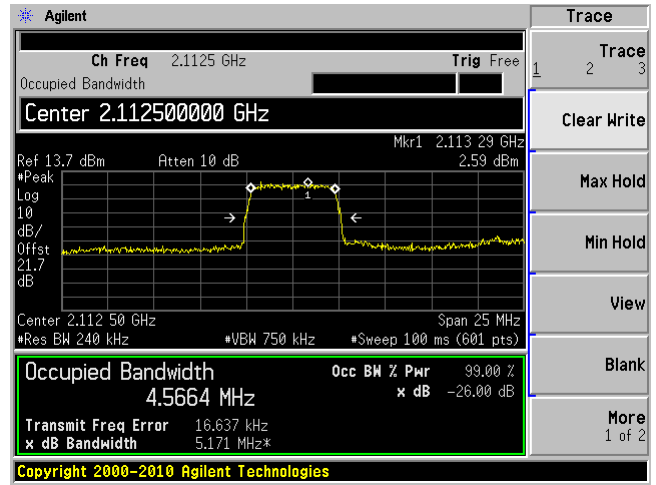 Agilent
Trace
Ch Freq 2.1125 GHz Trig Free
Occupied Bandwidth
Center 2.112500000 GHz
Mkr1 2.113 29 GHz
Ref 13.7 dBm Atten 10 dB 2.59 dBm
#Peak
Log
10
dB/
Offst
21.7
dB
1
Center 2.112 50 GHz Span 25 MHz
#Res BW 240 kHz #VBW 750 kHz #Sweep 100 ms (601 pts)
Occupied Bandwidth Occ BW % Pwr 99.00 %
4.5664 MHz x dB -26.00 dB
Transmit Freq Error 16.637 kHz
x dB Bandwidth 5.171 MHz*
Copyright 2000-2010 Agilent Technologies
Trace
1 2 3
Clear Write
Max Hold
Min Hold
View
Blank
More
1 of 2